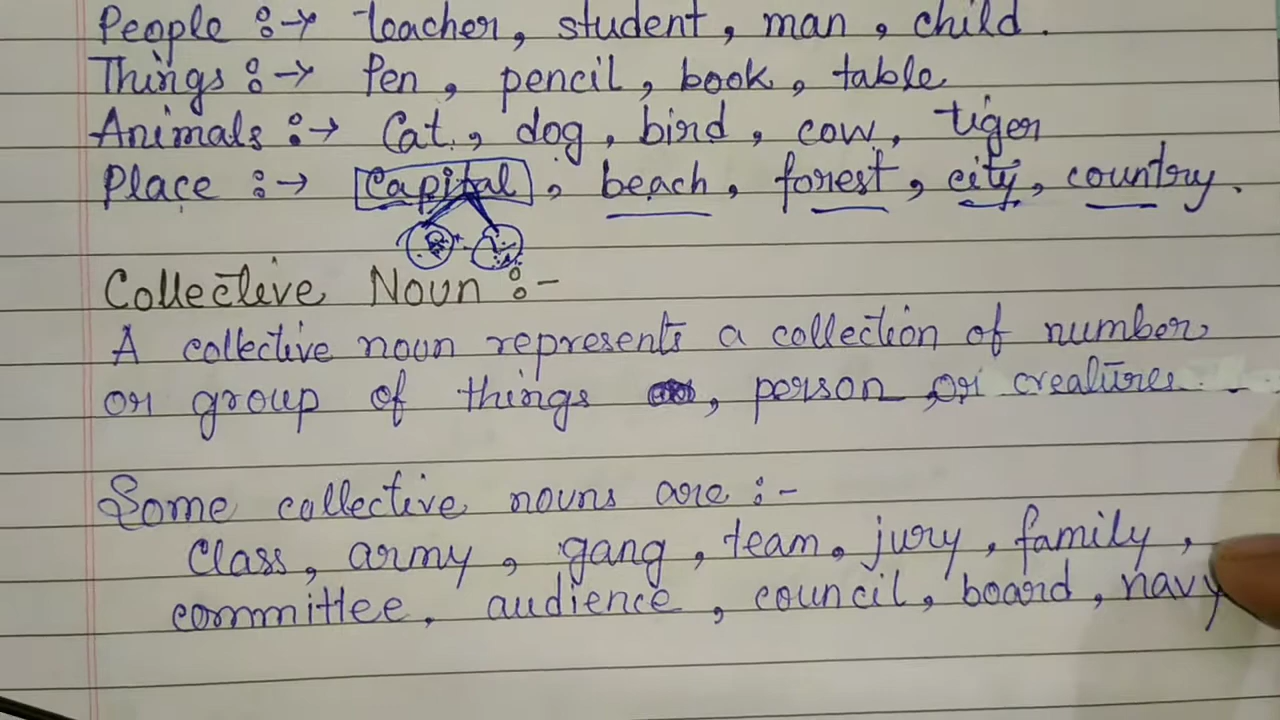 People :→ teacher, student, man, child.
Things :→ Pen, pencil, book, table
Animals :→ Cat, dog, bird, cow, tiger
Place :→ Capital, beach, forest, city, country.
Collective Noun :-
A collective noun represents a collection of number
or group of things , person or creatures.
Some collective nouns are :-
Class, army, gang, team, jury, family,
committee, audience, council, board, navy